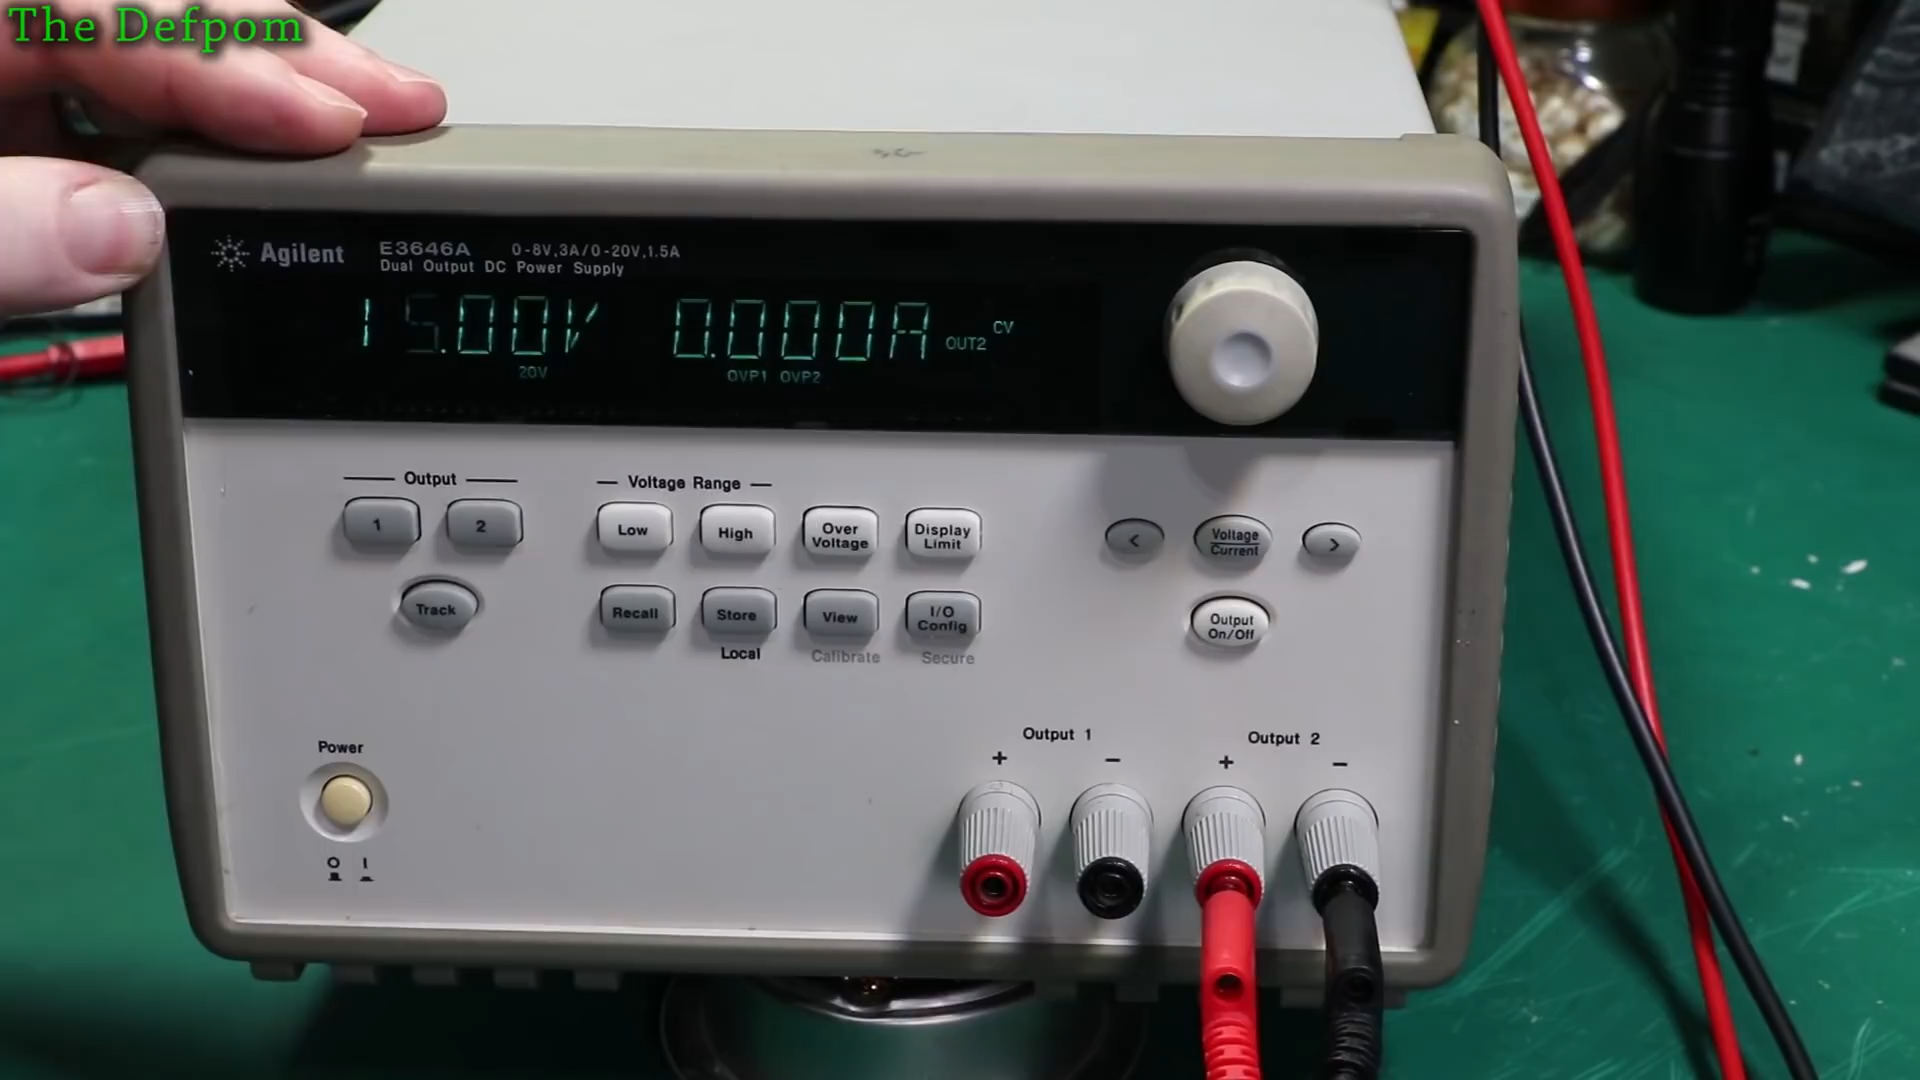 The Defpom
Agilent E3646A 0-8V,3A/0-20V,1.5A
Dual Output DC Power Supply
15.00V 0.000A OUT2 CV
20V OVP1 OVP2
Output Voltage Range
1 2 Low High Over Voltage Display Limit < Voltage Current >
Track Recall Store View I/O Config Output On/Off
Local Calibrate Secure
Power Output 1 Output 2
+ - + -
O I